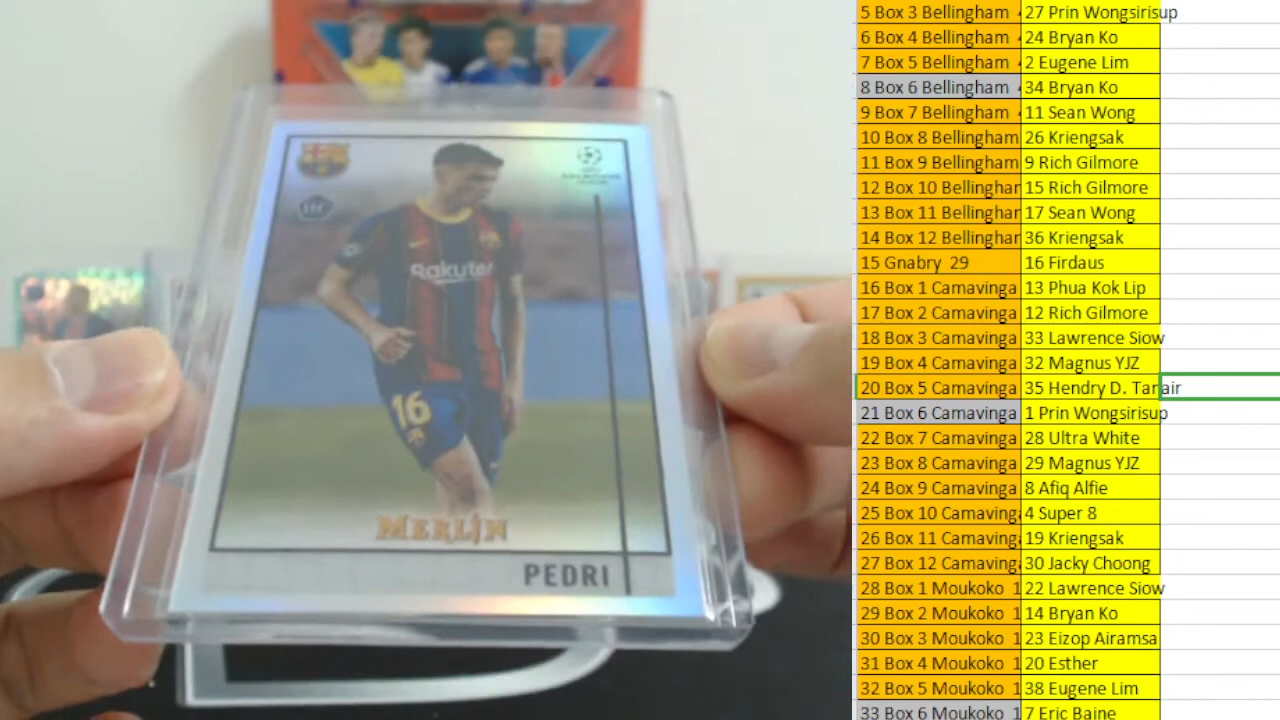 Rakuten
16
MERLIN
PEDRI
5 Box 3 Bellingham 27 Prin Wongsirisup
6 Box 4 Bellingham 24 Bryan Ko
7 Box 5 Bellingham 2 Eugene Lim
8 Box 6 Bellingham 34 Bryan Ko
9 Box 7 Bellingham 11 Sean Wong
10 Box 8 Bellingham 26 Kriengsak
11 Box 9 Bellingham 9 Rich Gilmore
12 Box 10 Bellinghar 15 Rich Gilmore
13 Box 11 Bellinghar 17 Sean Wong
14 Box 12 Bellinghar 36 Kriengsak
15 Gnabry 29 16 Firdaus
16 Box 1 Camavinga 13 Phua Kok Lip
17 Box 2 Camavinga 12 Rich Gilmore
18 Box 3 Camavinga 33 Lawrence Siow
19 Box 4 Camavinga 32 Magnus YJZ
20 Box 5 Camavinga 35 Hendry D. Tanair
21 Box 6 Camavinga 1 Prin Wongsirisup
22 Box 7 Camavinga 28 Ultra White
23 Box 8 Camavinga 29 Magnus YJZ
24 Box 9 Camavinga 8 Afiq Alfie
25 Box 10 Camaving 4 Super 8
26 Box 11 Camaving 19 Kriengsak
27 Box 12 Camaving 30 Jacky Choong
28 Box 1 Moukoko 1 22 Lawrence Siow
29 Box 2 Moukoko 1 14 Bryan Ko
30 Box 3 Moukoko 1 23 Eizop Airamsa
31 Box 4 Moukoko 1 20 Esther
32 Box 5 Moukoko 1 38 Eugene Lim
33 Box 6 Moukoko 1 7 Eric Baine